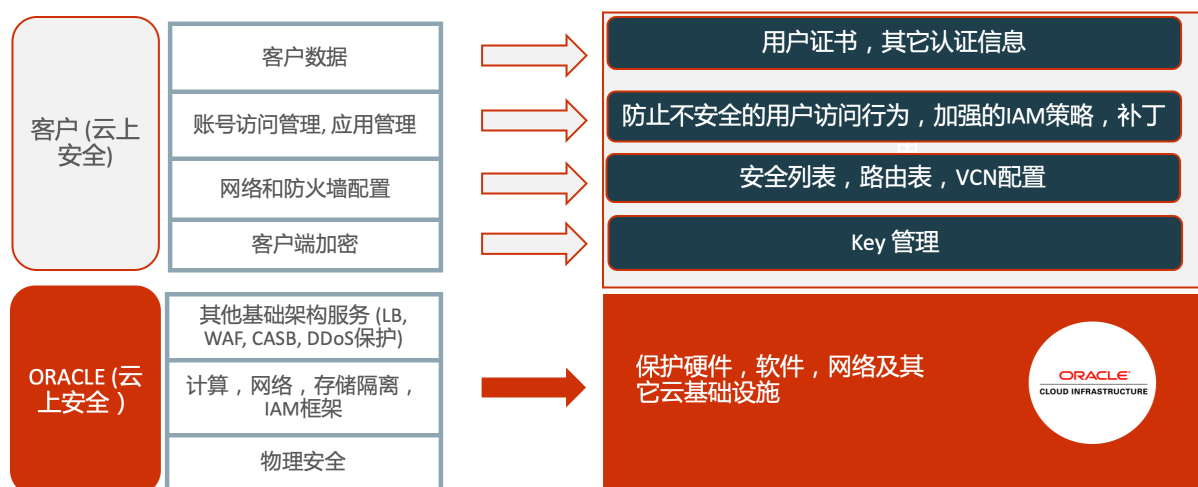 客户 (云上
安全)
客户数据
用户证书，其它认证信息
账号访问管理, 应用管理
防止不安全的用户访问行为，加强的IAM策略，补丁
网络和防火墙配置
安全列表，路由表，VCN配置
客户端加密
Key 管理
ORACLE (云
上安全 ）
其他基础架构服务 (LB,
WAF, CASB, DDoS保护)
计算，网络，存储隔离，
IAM框架
物理安全
保护硬件，软件，网络及其
它云基础设施
ORACLE
CLOUD INFRASTRUCTURE